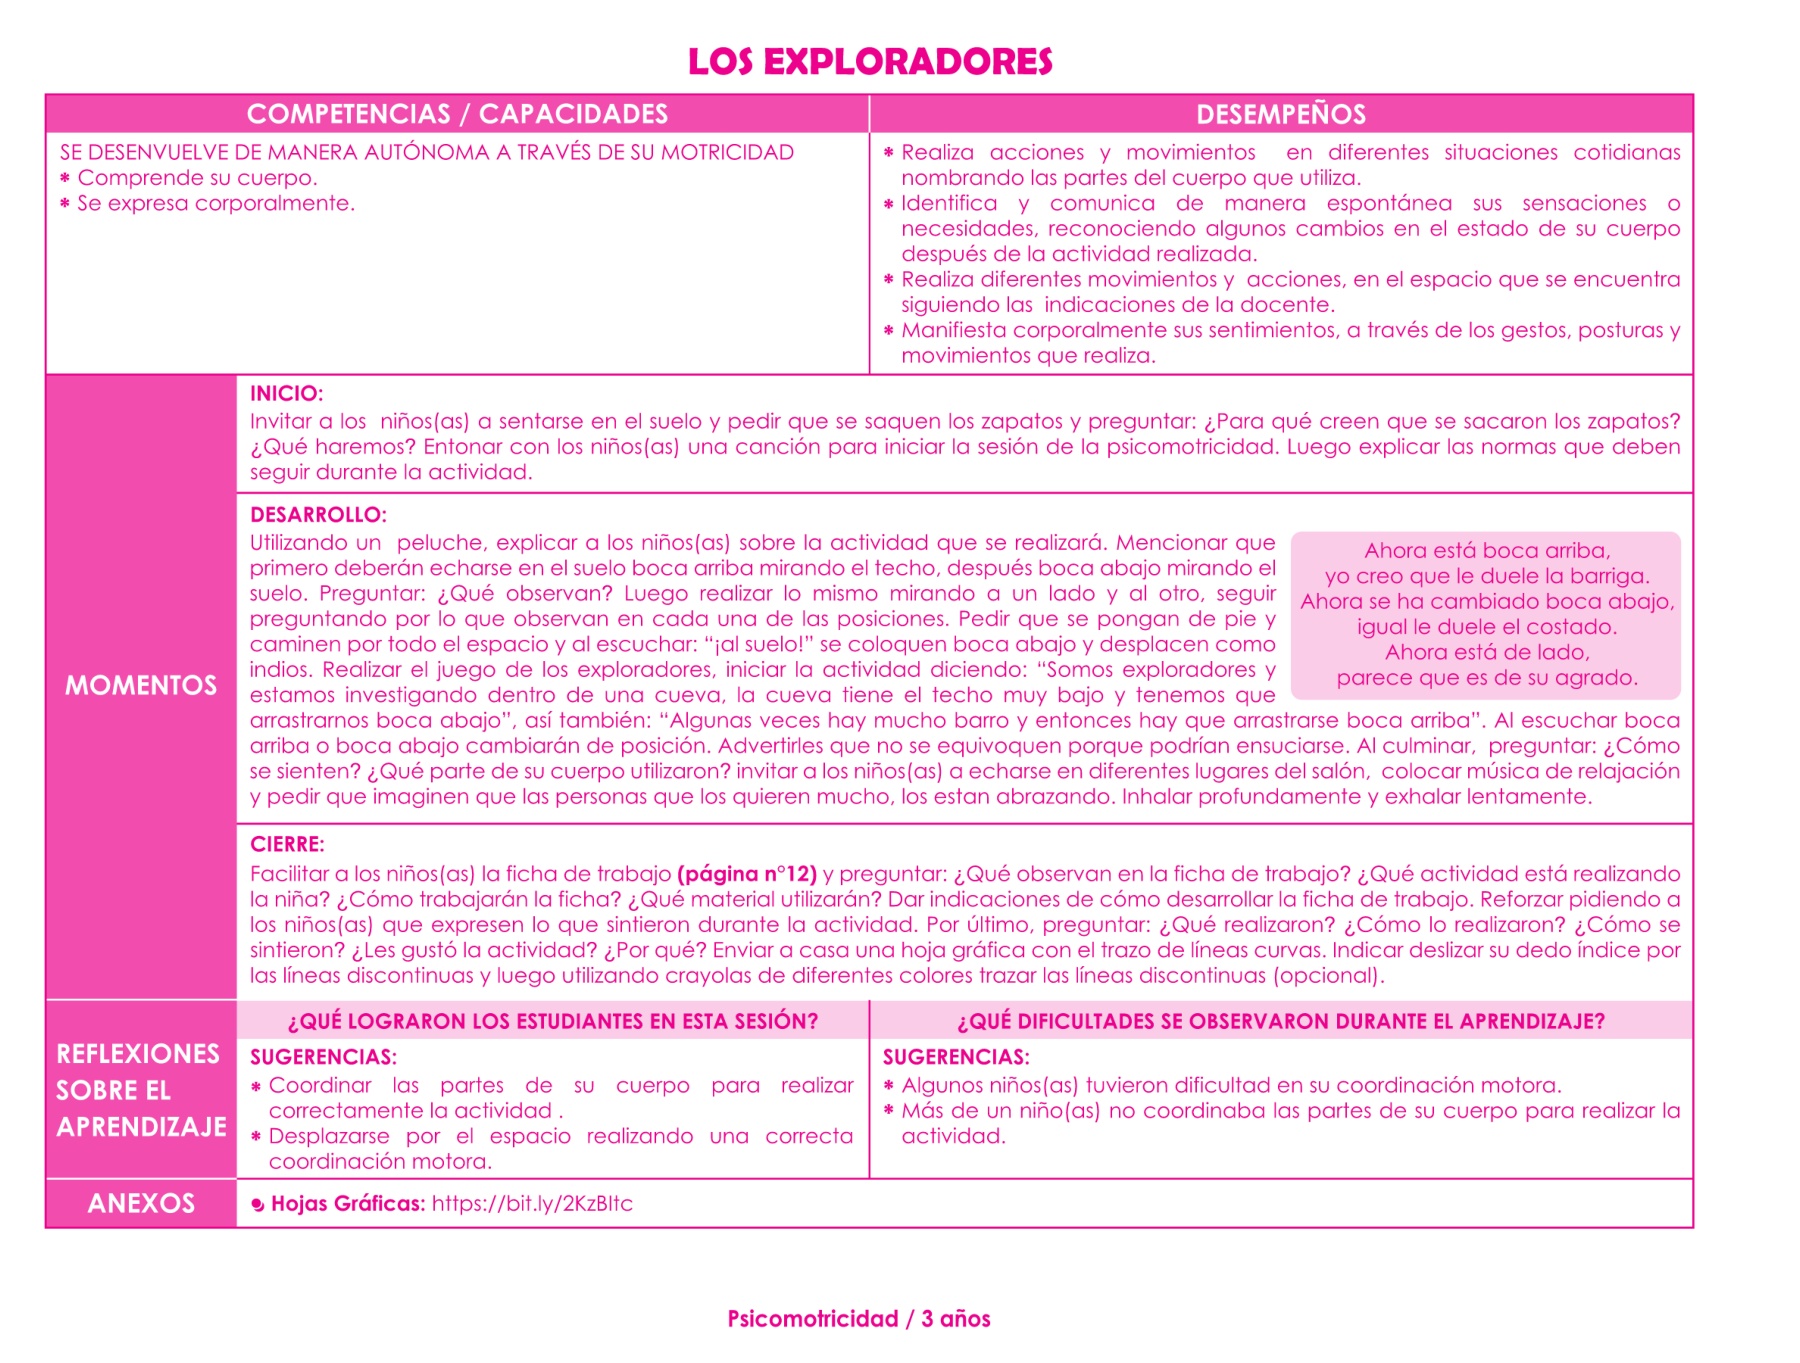 LOS EXPLORADORES
COMPETENCIAS / CAPACIDADES
SE DESENVUELVE DE MANERA AUTÓNOMA A TRAVÉS DE SU MOTRICIDAD
* Comprende su cuerpo.
* Se expresa corporalmente.
DESEMPEÑOS
* Realiza acciones y movimientos en diferentes situaciones cotidianas
nombrando las partes del cuerpo que utiliza.
* Identifica y comunica de manera espontánea sus sensaciones o
necesidades, reconociendo algunos cambios en el estado de su cuerpo
después de la actividad realizada.
* Realiza diferentes movimientos y acciones, en el espacio que se encuentra
siguiendo las indicaciones de la docente.
* Manifiesta corporalmente sus sentimientos, a través de los gestos, posturas y
movimientos que realiza.
MOMENTOS
INICIO:
Invitar a los niños(as) a sentarse en el suelo y pedir que se saquen los zapatos y preguntar: ¿Para qué creen que se sacaron los zapatos?
¿Qué haremos? Entonar con los niños(as) una canción para iniciar la sesión de la psicomotricidad. Luego explicar las normas que deben
seguir durante la actividad.
DESARROLLO:
Utilizando un peluche, explicar a los niños(as) sobre la actividad que se realizará. Mencionar que
primero deberán echarse en el suelo boca arriba mirando el techo, después boca abajo mirando el
suelo. Preguntar: ¿Qué observan? Luego realizar lo mismo mirando a un lado y al otro, seguir
preguntando por lo que observan en cada una de las posiciones. Pedir que se pongan de pie y
caminen por todo el espacio y al escuchar: “¡al suelo!” se coloquen boca abajo y desplacen como
indios. Realizar el juego de los exploradores, iniciar la actividad diciendo: “Somos exploradores y
estamos investigando dentro de una cueva, la cueva tiene el techo muy bajo y tenemos que
arrastrarnos boca abajo”, así también: “Algunas veces hay mucho barro y entonces hay que arrastrarse boca arriba”. Al escuchar boca
arriba o boca abajo cambiarán de posición. Advertirles que no se equivoquen porque podrían ensuciarse. Al culminar, preguntar: ¿Cómo
se sienten? ¿Qué parte de su cuerpo utilizaron? invitar a los niños(as) a echarse en diferentes lugares del salón, colocar música de relajación
y pedir que imaginen que las personas que los quieren mucho, los estan abrazando. Inhalar profundamente y exhalar lentamente.
Ahora está boca arriba,
yo creo que le duele la barriga.
Ahora se ha cambiado boca abajo,
igual le duele el costado.
Ahora está de lado,
parece que es de su agrado.
CIERRE:
Facilitar a los niños(as) la ficha de trabajo (página n°12) y preguntar: ¿Qué observan en la ficha de trabajo? ¿Qué actividad está realizando
la niña? ¿Cómo trabajarán la ficha? ¿Qué material utilizarán? Dar indicaciones de cómo desarrollar la ficha de trabajo. Reforzar pidiendo a
los niños(as) que expresen lo que sintieron durante la actividad. Por último, preguntar: ¿Qué realizaron? ¿Cómo lo realizaron? ¿Cómo se
sintieron? ¿Les gustó la actividad? ¿Por qué? Enviar a casa una hoja gráfica con el trazo de líneas curvas. Indicar deslizar su dedo índice por
las líneas discontinuas y luego utilizando crayolas de diferentes colores trazar las líneas discontinuas (opcional).
REFLEXIONES
SOBRE EL
APRENDIZAJE
¿QUÉ LOGRARON LOS ESTUDIANTES EN ESTA SESIÓN?
SUGERENCIAS:
* Coordinar las partes de su cuerpo para realizar
correctamente la actividad .
* Desplazarse por el espacio realizando una correcta
coordinación motora.
¿QUÉ DIFICULTADES SE OBSERVARON DURANTE EL APRENDIZAJE?
SUGERENCIAS:
* Algunos niños(as) tuvieron dificultad en su coordinación motora.
* Más de un niño(as) no coordinaba las partes de su cuerpo para realizar la
actividad.
ANEXOS
Hojas Gráficas: https://bit.ly/2KzBItc
Psicomotricidad / 3 años